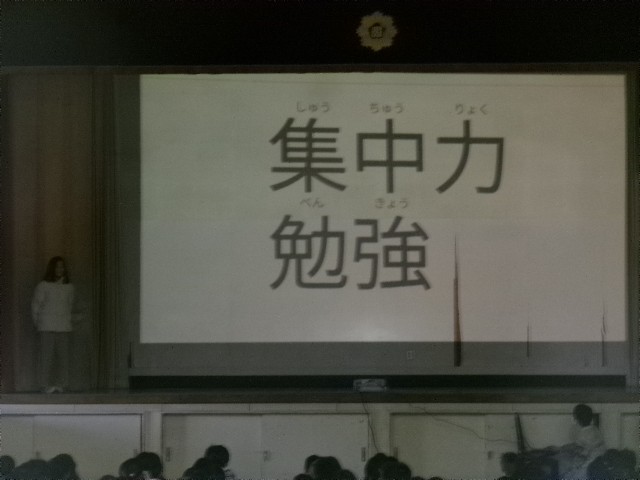 しゅう ちゅう りょく
集中力
べん きょう
勉強